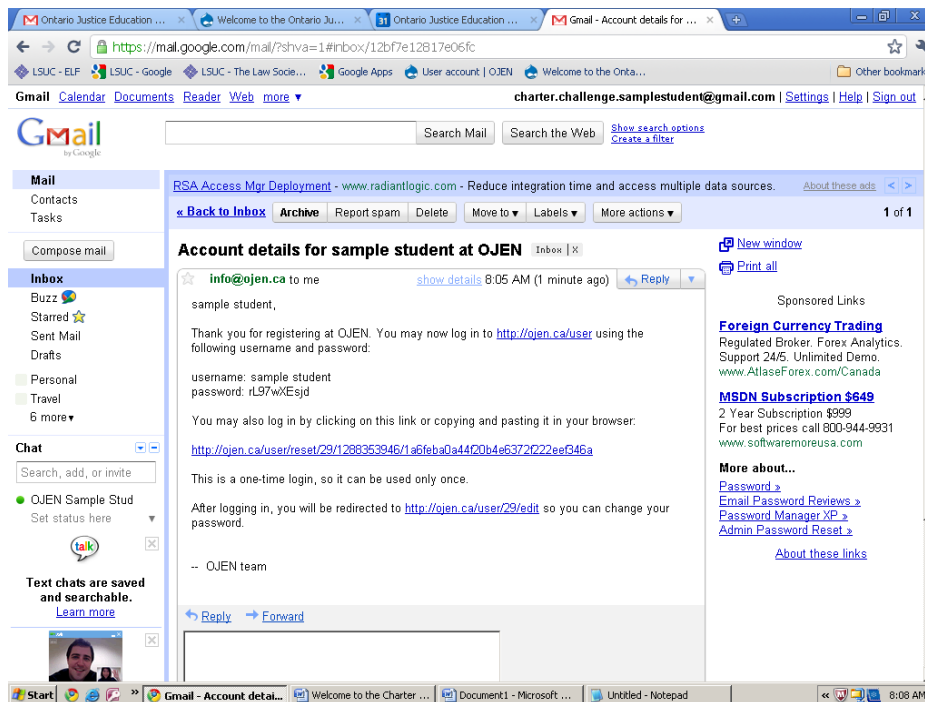 Ontario Justice Education ...
Welcome to the Ontario Ju...
31 Ontario Justice Education ...
Gmail - Account details for ...
https://mail.google.com/mail/?shva=1#inbox/12bf7e12817e06fc
LSUC - ELF LSUC - Google LSUC - The Law Socie... Google Apps User account | OJEN Welcome to the Onta... Other bookmark
Gmail Calendar Documents Reader Web more ▼ charter.challenge.samplestudent@gmail.com | Settings | Help | Sign out
Gmail
by Google
Search Mail Search the Web
Show search options
Create a filter
Mail
Contacts
Tasks
Compose mail
Inbox
Buzz
Starred
Sent Mail
Drafts
Personal
Travel
6 more▼
Chat
Search, add, or invite
OJEN Sample Stud
Set status here
talk
Text chats are saved
and searchable.
Learn more
RSA Access Mgr Deployment - www.radiantlogic.com - Reduce integration time and access multiple data sources. About these ads < >
« Back to Inbox Archive Report spam Delete Move to ▼ Labels ▼ More actions ▼ 1 of 1
Account details for sample student at OJEN Inbox | X
info@ojen.ca to me show details 8:05 AM (1 minute ago) Reply
sample student,
Thank you for registering at OJEN. You may now log in to http://ojen.ca/user using the
following username and password:
username: sample student
password: rL97wXEsjd
You may also log in by clicking on this link or copying and pasting it in your browser:
http://ojen.ca/user/reset/29/1288353946/1a6feba0a44f20b4e6372f222eef346a
This is a one-time login, so it can be used only once.
After logging in, you will be redirected to http://ojen.ca/user/29/edit so you can change your
password.
-- OJEN team
Reply Forward
New window
Print all
Sponsored Links
Foreign Currency Trading
Regulated Broker. Forex Analytics.
Support 24/5. Unlimited Demo.
www.AtlaseForex.com/Canada
MSDN Subscription $649
2 Year Subscription $999
For best prices call 800-944-9931
www.softwaremoreusa.com
More about...
Password »
Email Password Reviews »
Password Manager XP »
Admin Password Reset »
About these links
Start » Gmail - Account detai... Welcome to the Charter ... Document1 - Microsoft ... Untitled - Notepad « 8:08 AM